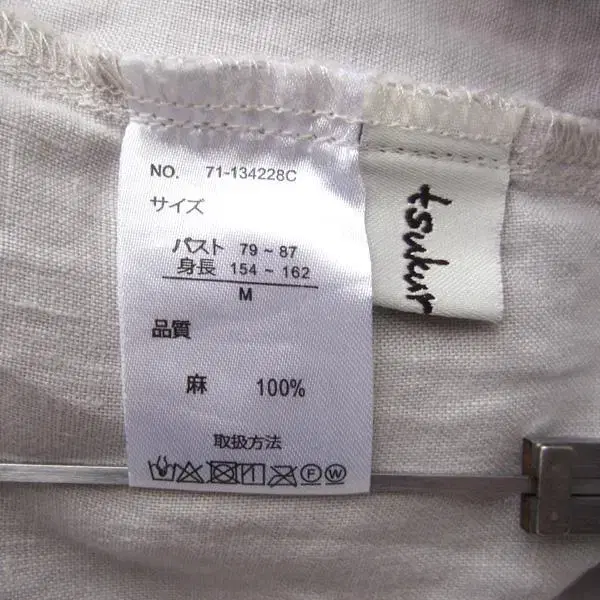 NO. 71-134228C
サイズ
バスト 79 ~ 87
身長 154 ~ 162
M
品質
麻 100%
取扱方法
F W
tsukur